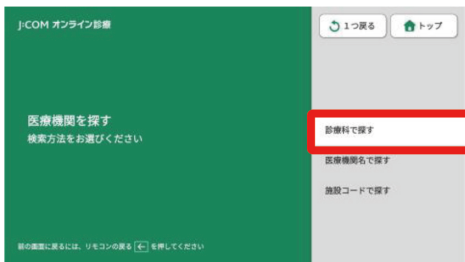 J:COM オンライン診療
1つ戻る
トップ
医療機関を探す
検索方法をお選びください
診療科で探す
医療機関名で探す
施設コードで探す
前の画面に戻るには、リモコンの戻る ← を押してください